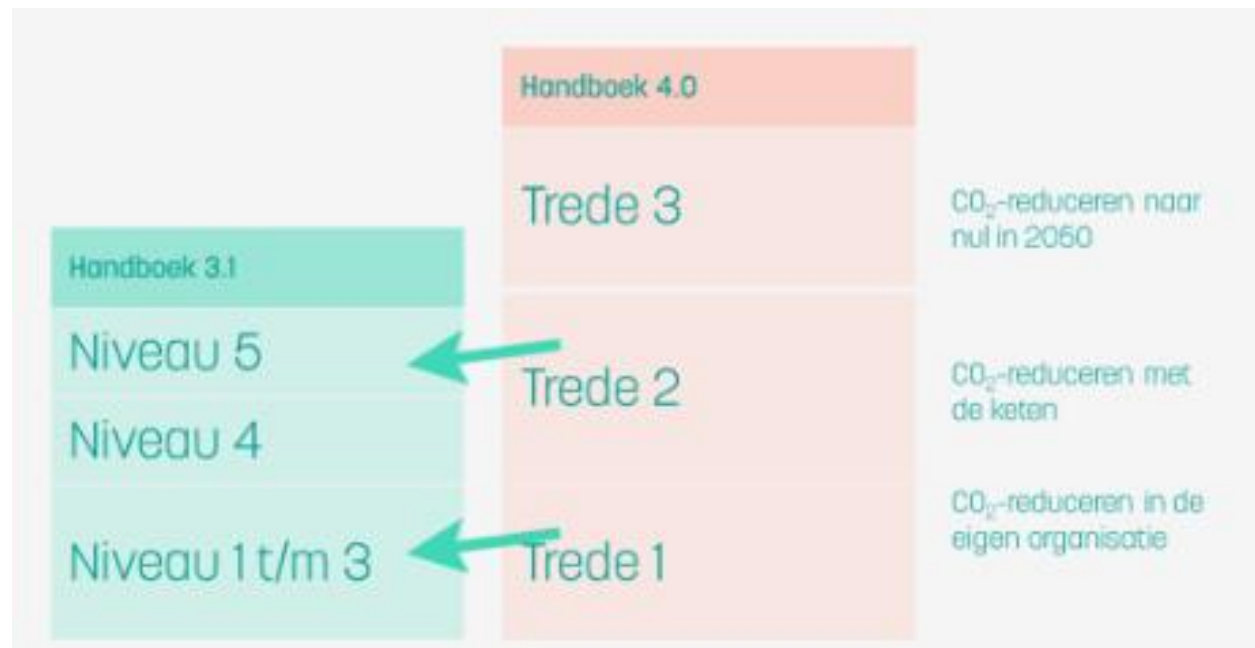 Handboek 4.0
Trede 3
CO₂-reduceren naar
nul in 2050
Handboek 3.1
Niveau 5
Trede 2
CO₂-reduceren met
de keten
Niveau 4
CO₂-reduceren in de
eigen organisatie
Niveau 1 t/m 3
Trede 1